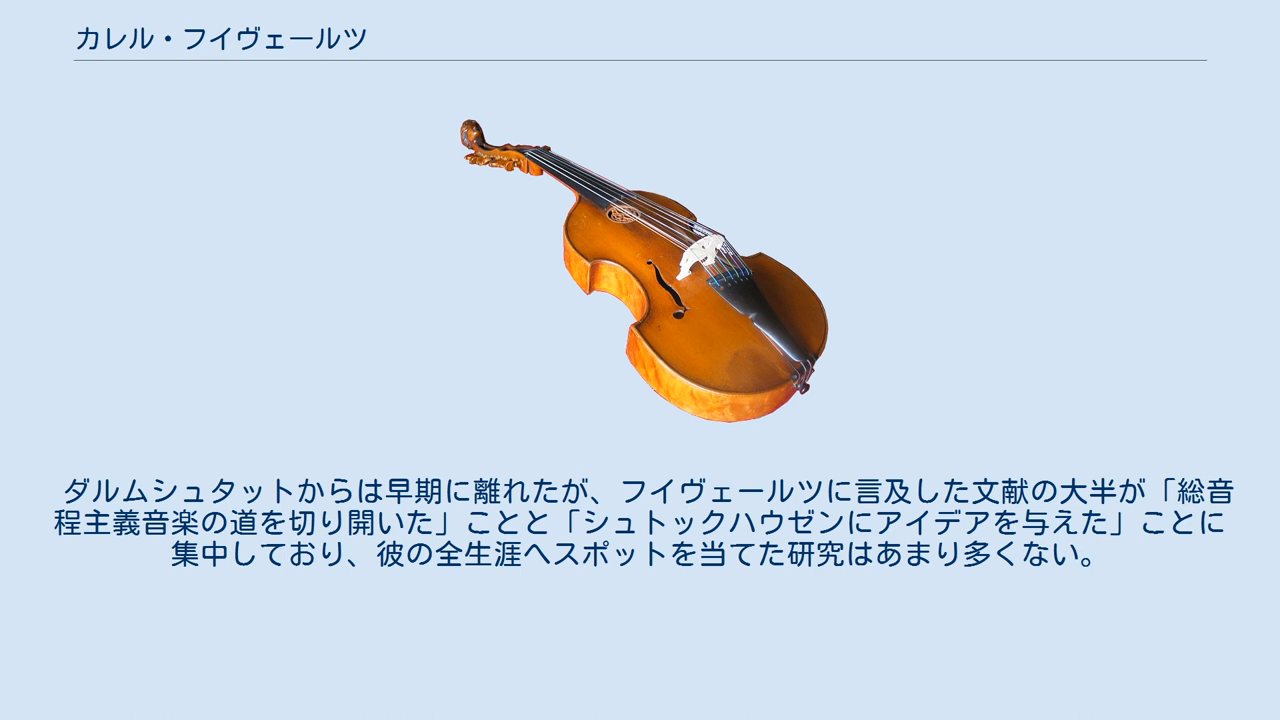 カレル・フイヴェールツ
ダルムシュタットからは早期に離れたが、フイヴェールツに言及した文献の大半が「総音
程主義音楽の道を切り開いた」ことと「シュトックハウゼンにアイデアを与えた」ことに
集中しており、彼の全生涯へスポットを当てた研究はあまり多くない。